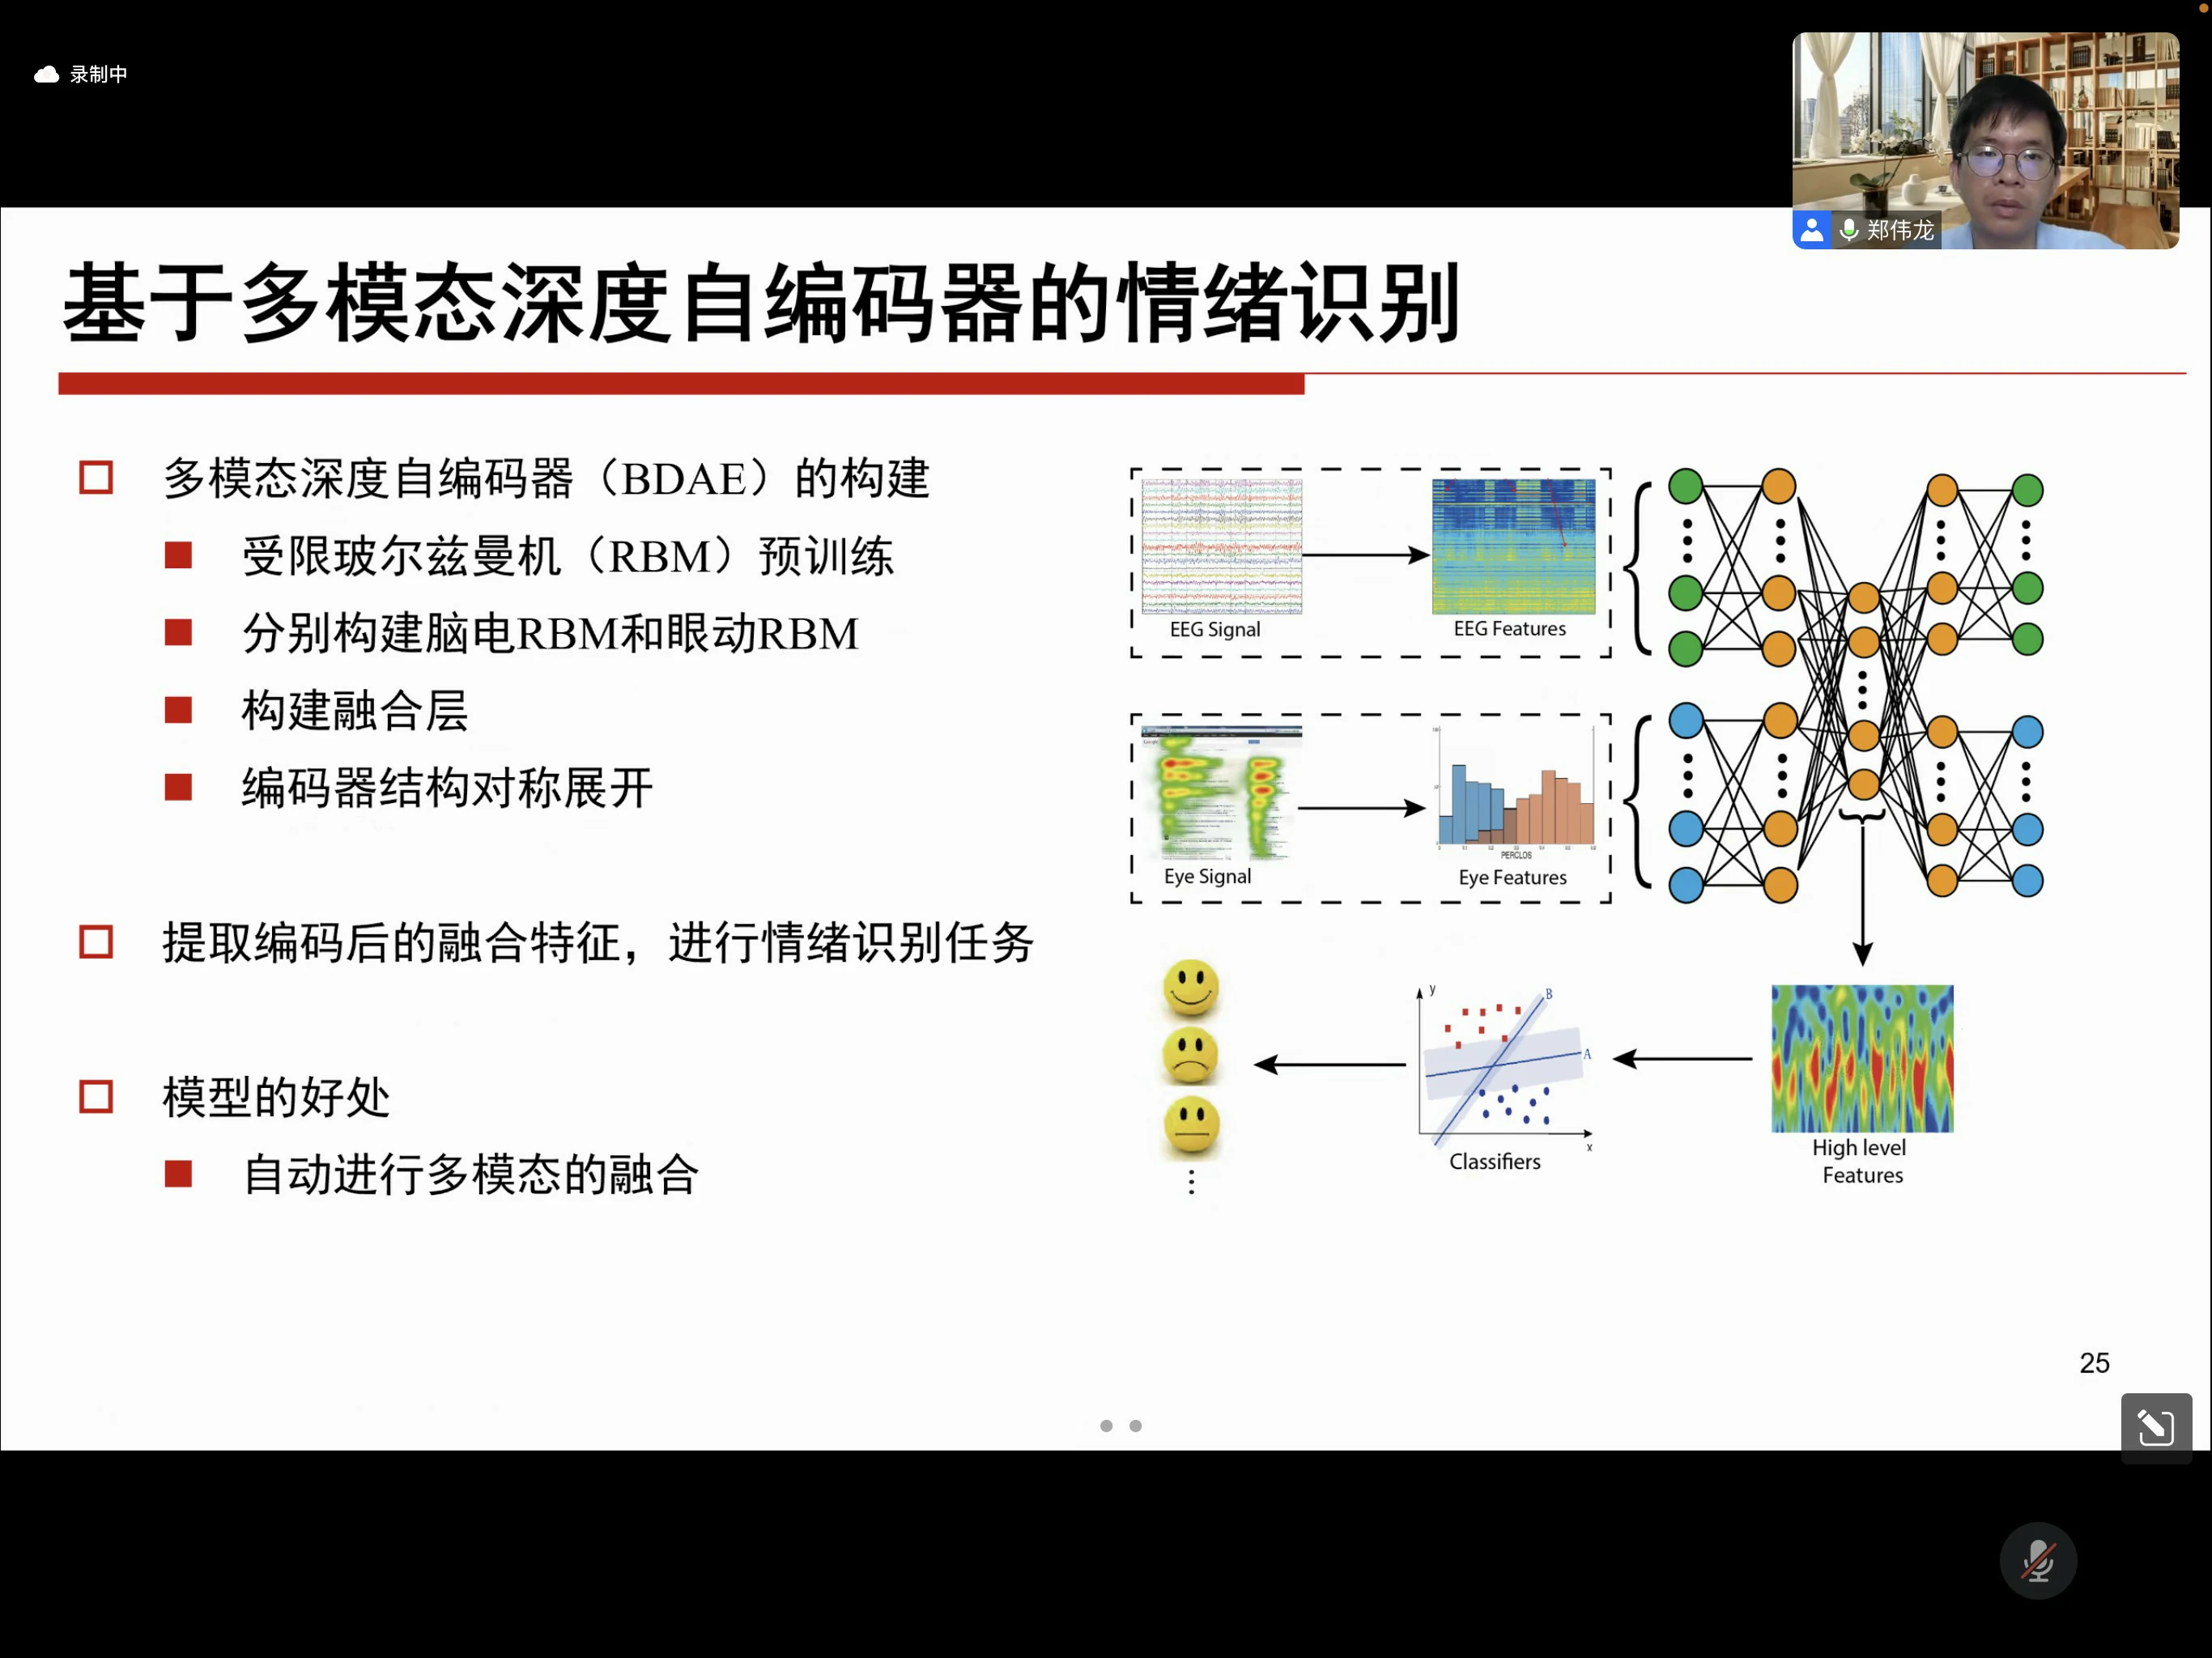 录制中
郑伟龙
基于多模态深度自编码器的情绪识别
多模态深度自编码器（BDAE）的构建
受限玻尔兹曼机（RBM）预训练
分别构建脑电RBM和眼动RBM
构建融合层
编码器结构对称展开
提取编码后的融合特征，进行情绪识别任务
模型的好处
自动进行多模态的融合
EEG Signal
EEG Features
Eye Signal
PERCLOS
Eye Features
y
B
A
x
Classifiers
High level
Features
25